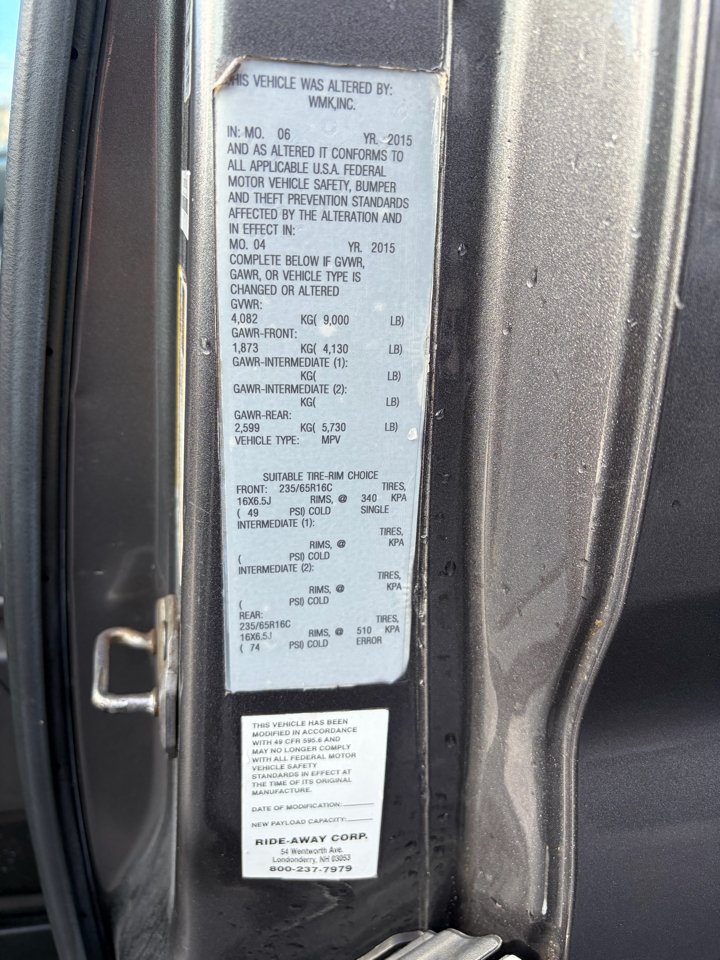 THIS VEHICLE WAS ALTERED BY:
WMK,INC.
IN: MO. 06 YR. 2015
AND AS ALTERED IT CONFORMS TO
ALL APPLICABLE U.S.A. FEDERAL
MOTOR VEHICLE SAFETY, BUMPER
AND THEFT PREVENTION STANDARDS
AFFECTED BY THE ALTERATION AND
IN EFFECT IN:
MO. 04 YR. 2015
COMPLETE BELOW IF GVWR,
GAWR, OR VEHICLE TYPE IS
CHANGED OR ALTERED
GVWR:
4,082 KG( 9,000 LB)
GAWR-FRONT:
1,873 KG( 4,130 LB)
GAWR-INTERMEDIATE (1):
KG( LB)
GAWR-INTERMEDIATE (2):
KG( LB)
GAWR-REAR:
2,599 KG( 5,730 LB)
VEHICLE TYPE: MPV
SUITABLE TIRE-RIM CHOICE
FRONT: 235/65R16C TIRES,
16X6.5J RIMS, @ 340 KPA
( 49 PSI) COLD SINGLE
INTERMEDIATE (1):
TIRES,
RIMS, @ KPA
( PSI) COLD
INTERMEDIATE (2):
TIRES,
RIMS, @ KPA
( PSI) COLD
REAR:
235/65R16C TIRES,
16X6.5J RIMS, @ 510 KPA
( 74 PSI) COLD ERROR
THIS VEHICLE HAS BEEN
MODIFIED IN ACCORDANCE
WITH 49 CFR 595.6 AND
MAY NO LONGER COMPLY
WITH ALL FEDERAL MOTOR
VEHICLE SAFETY
STANDARDS IN EFFECT AT
THE TIME OF ITS ORIGINAL
MANUFACTURE.
DATE OF MODIFICATION:
NEW PAYLOAD CAPACITY:
RIDE-AWAY CORP.
54 Wentworth Ave.
Londonderry, NH 03053
800-237-7979